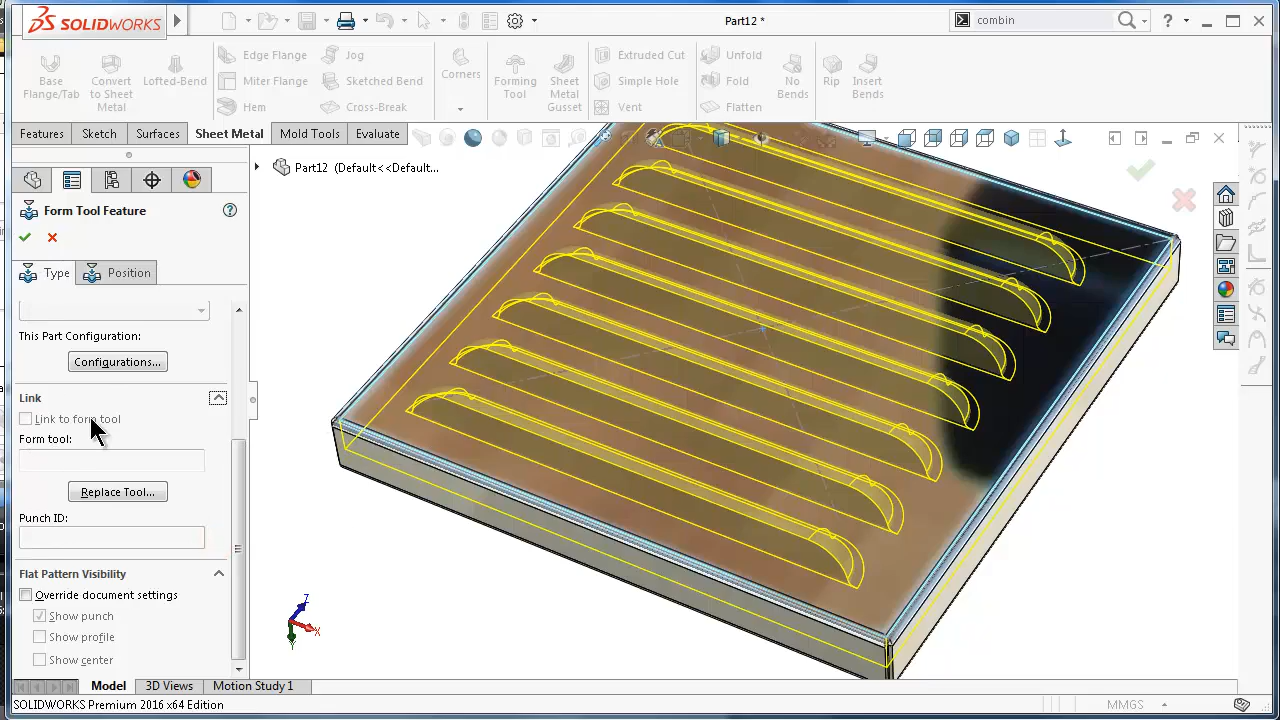 SOLIDWORKS
Part12 *
combin
Base Flange/Tab
Convert to Sheet Metal
Lofted-Bend
Edge Flange
Miter Flange
Hem
Jog
Sketched Bend
Cross-Break
Corners
Forming Tool
Sheet Metal Gusset
Extruded Cut
Simple Hole
Vent
Unfold
Fold
Flatten
No Bends
Rip
Insert Bends
Features
Sketch
Surfaces
Sheet Metal
Mold Tools
Evaluate
Part12 (Default<<Default...
Form Tool Feature
Type
Position
This Part Configuration:
Configurations...
Link
Link to form tool
Form tool:
Replace Tool...
Punch ID:
Flat Pattern Visibility
Override document settings
Show punch
Show profile
Show center
Z
X
Y
Model
3D Views
Motion Study 1
SOLIDWORKS Premium 2016 x64 Edition
MMGS